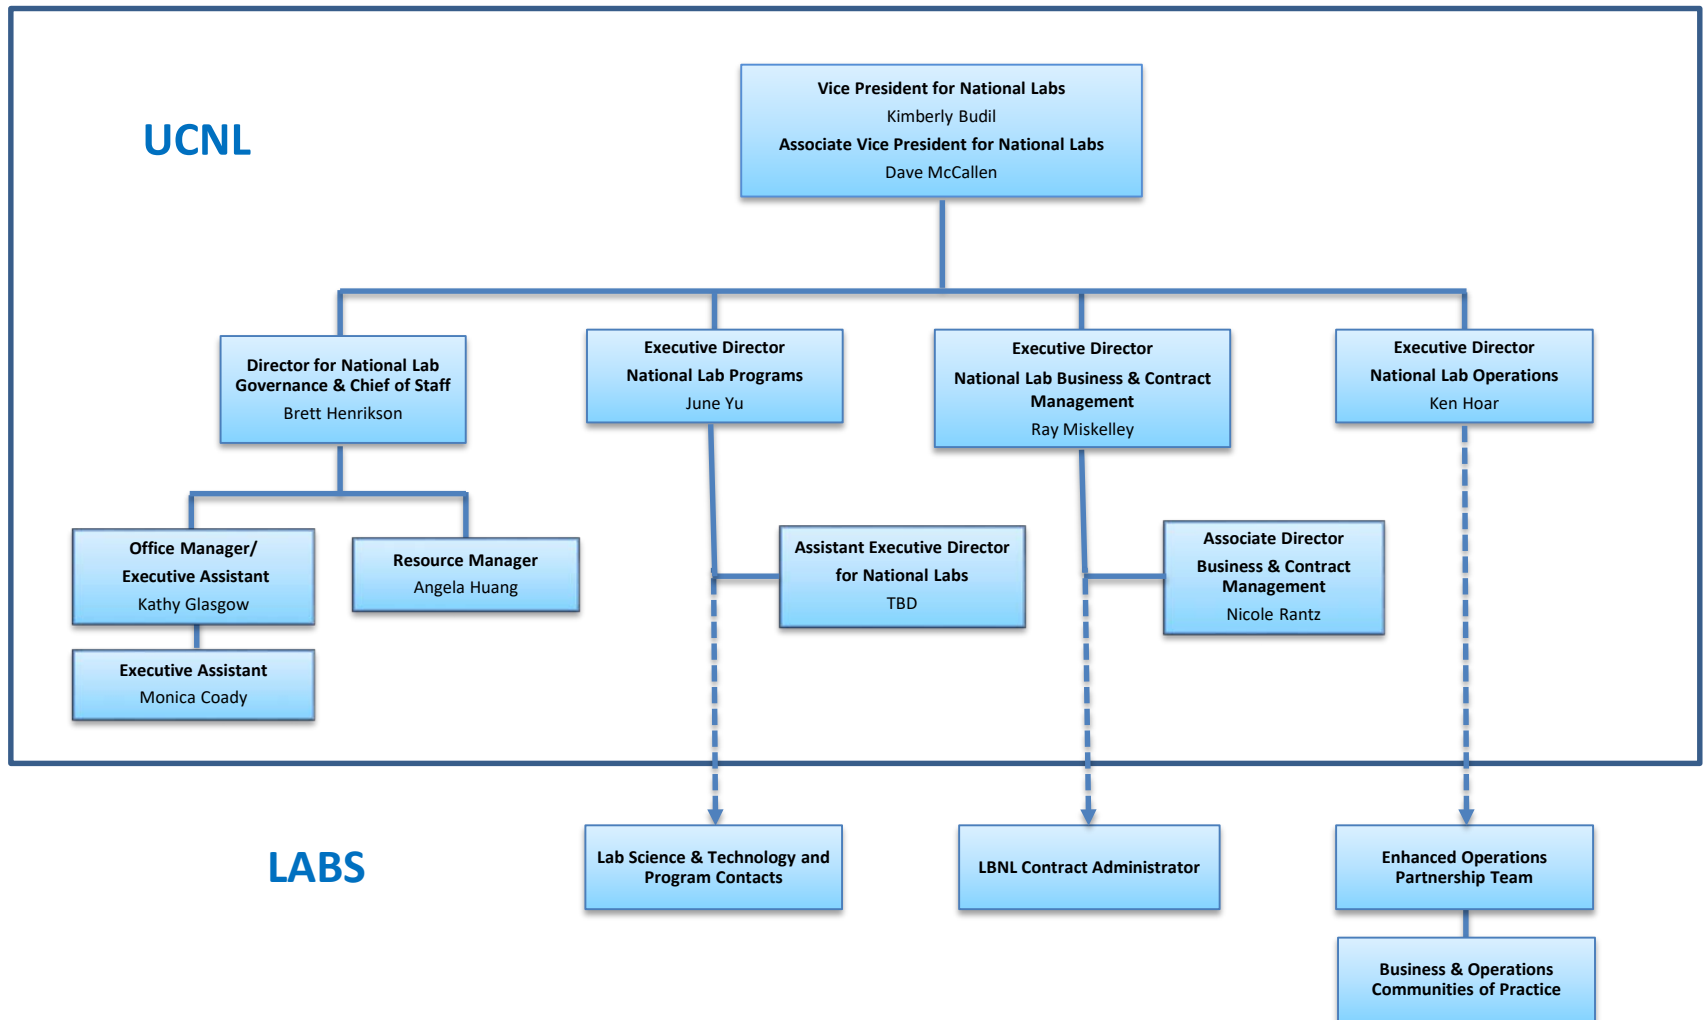 UCNL
Vice President for National Labs
Kimberly Budil
Associate Vice President for National Labs
Dave McCallen
Director for National Lab
Governance & Chief of Staff
Brett Henrikson
Executive Director
National Lab Programs
June Yu
Executive Director
National Lab Business & Contract
Management
Ray Miskelley
Executive Director
National Lab Operations
Ken Hoar
Office Manager/
Executive Assistant
Kathy Glasgow
Resource Manager
Angela Huang
Assistant Executive Director
for National Labs
TBD
Associate Director
Business & Contract
Management
Nicole Rantz
Executive Assistant
Monica Coady
LABS
Lab Science & Technology and
Program Contacts
LBNL Contract Administrator
Enhanced Operations
Partnership Team
Business & Operations
Communities of Practice